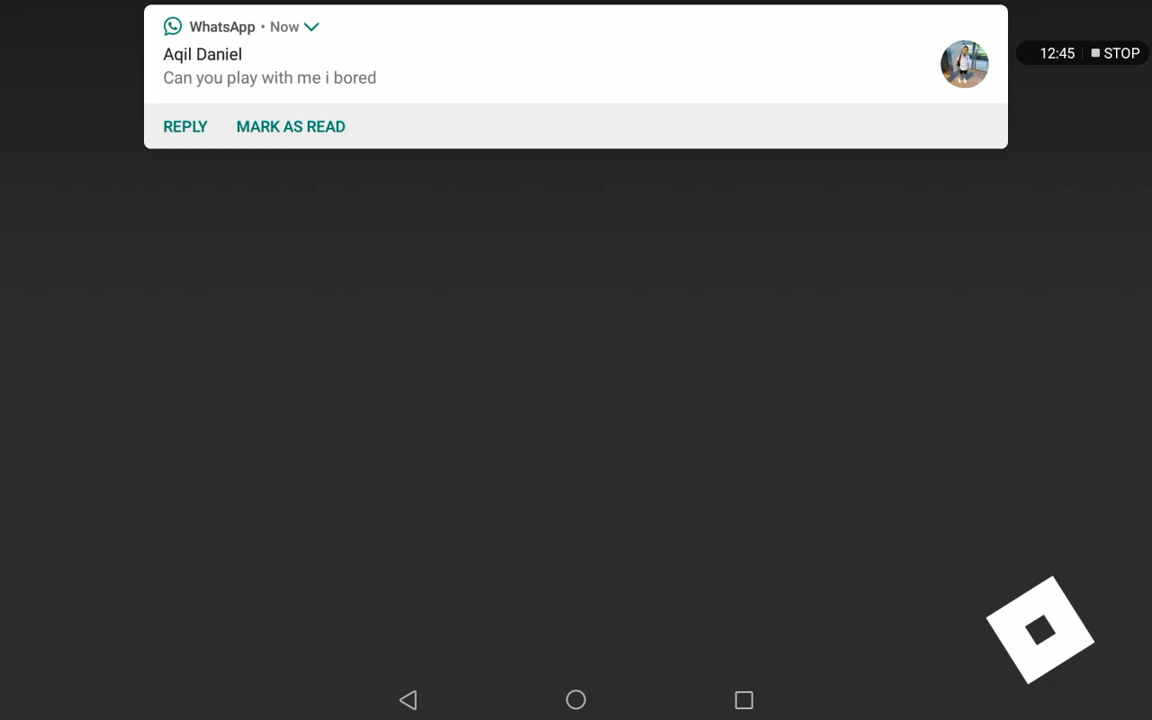 WhatsApp • Now
12:45 STOP
Aqil Daniel
Can you play with me i bored
REPLY MARK AS READ